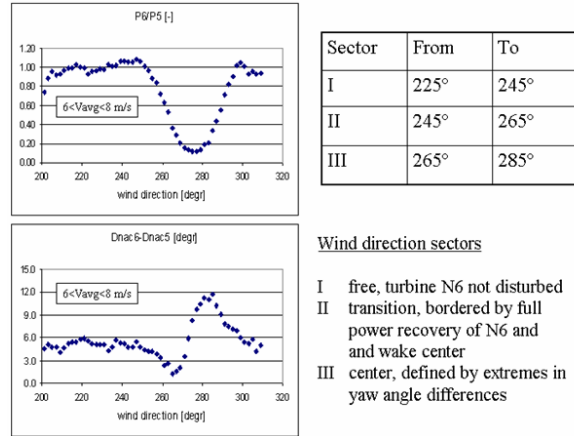 P6/P5 [-]
1.20
1.00
0.80
0.60
0.40
0.20
0.00
6<Vavg<8 m/s
200 220 240 260 280 300 320
wind direction [degr]
Sector From To
I 225° 245°
II 245° 265°
III 265° 285°
Dnac6-Dnac5 [degr]
15.0
12.0
9.0
6.0
3.0
0.0
6<Vavg<8 m/s
200 220 240 260 280 300 320
wind direction [degr]
Wind direction sectors
I free, turbine N6 not disturbed
II transition, bordered by full
power recovery of N6 and
and wake center
III center, defined by extremes in
yaw angle differences